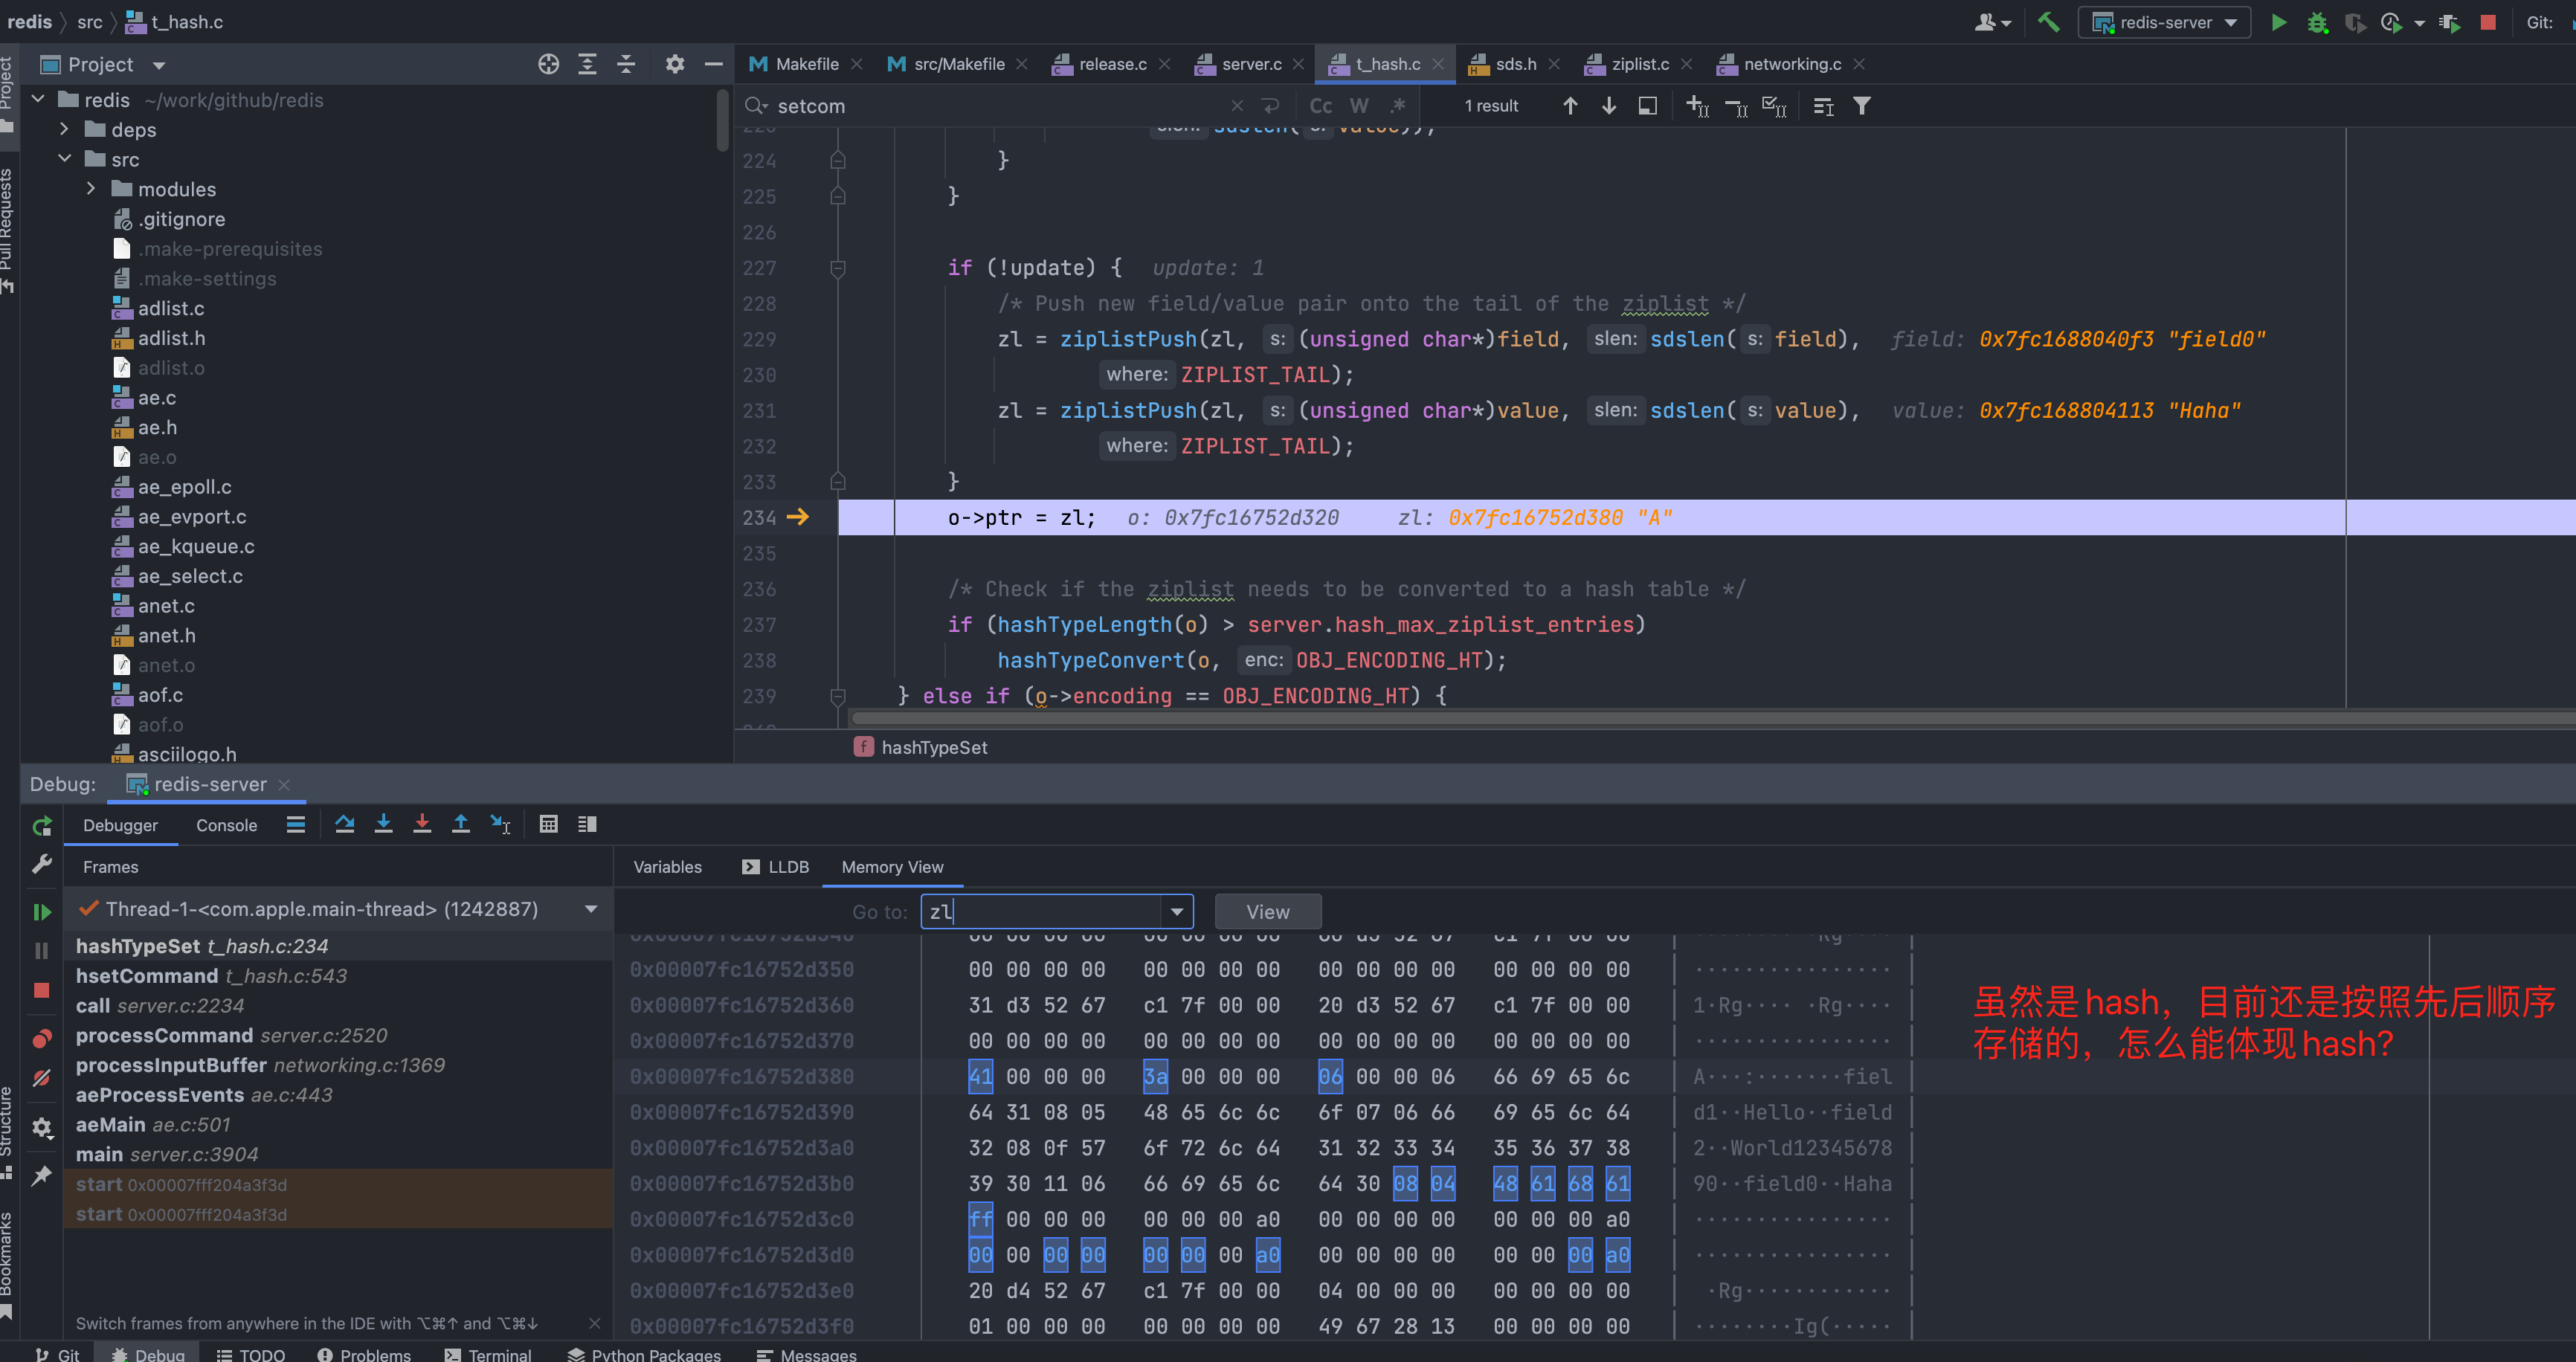 redis 〉 src 〉 t_hash.c
redis-server
Git:
Project
Makefile
src/Makefile
release.c
server.c
t_hash.c
sds.h
ziplist.c
networking.c
Project
Pull Requests
Structure
Bookmarks
redis ~/work/github/redis
deps
src
modules
.gitignore
.make-prerequisites
.make-settings
adlist.c
adlist.h
adlist.o
ae.c
ae.h
ae.o
ae_epoll.c
ae_evport.c
ae_kqueue.c
ae_select.c
anet.c
anet.h
anet.o
aof.c
aof.o
asciilogo.h
setcom
Cc W .*
1 result
224 }
225 }
226
227 if (!update) { update: 1
228 /* Push new field/value pair onto the tail of the ziplist */
229 zl = ziplistPush(zl, s: (unsigned char*)field, slen: sdslen( s: field), field: 0x7fc1688040f3 "field0"
230 where: ZIPLIST_TAIL);
231 zl = ziplistPush(zl, s: (unsigned char*)value, slen: sdslen( s: value), value: 0x7fc168804113 "Haha"
232 where: ZIPLIST_TAIL);
233 }
234 o->ptr = zl; o: 0x7fc16752d320 zl: 0x7fc16752d380 "A"
235
236 /* Check if the ziplist needs to be converted to a hash table */
237 if (hashTypeLength(o) > server.hash_max_ziplist_entries)
238 hashTypeConvert(o, enc: OBJ_ENCODING_HT);
239 } else if (o->encoding == OBJ_ENCODING_HT) {
hashTypeSet
Debug: redis-server
Debugger Console
Frames
Thread-1-<com.apple.main-thread> (1242887)
hashTypeSet t_hash.c:234
hsetCommand t_hash.c:543
call server.c:2234
processCommand server.c:2520
processInputBuffer networking.c:1369
aeProcessEvents ae.c:443
aeMain ae.c:501
main server.c:3904
start 0x00007fff204a3f3d
start 0x00007fff204a3f3d
Switch frames from anywhere in the IDE with ⌥⌘↑ and ⌥⌘↓
Variables LLDB Memory View
Go to: zl View
0x00007fc16752d350 00 00 00 00 00 00 00 00 00 00 00 00 00 00 00 00 ················
0x00007fc16752d360 31 d3 52 67 c1 7f 00 00 20 d3 52 67 c1 7f 00 00 1·Rg···· ·Rg····
0x00007fc16752d370 00 00 00 00 00 00 00 00 00 00 00 00 00 00 00 00 ················
0x00007fc16752d380 41 00 00 00 3a 00 00 00 06 00 00 06 66 69 65 6c A···:·······fiel
0x00007fc16752d390 64 31 08 05 48 65 6c 6c 6f 07 06 66 69 65 6c 64 d1··Hello··field
0x00007fc16752d3a0 32 08 0f 57 6f 72 6c 64 31 32 33 34 35 36 37 38 2··World12345678
0x00007fc16752d3b0 39 30 11 06 66 69 65 6c 64 30 08 04 48 61 68 61 90··field0··Haha
0x00007fc16752d3c0 ff 00 00 00 00 00 00 a0 00 00 00 00 00 00 00 a0 ················
0x00007fc16752d3d0 00 00 00 00 00 00 00 a0 00 00 00 00 00 00 00 a0 ················
0x00007fc16752d3e0 20 d4 52 67 c1 7f 00 00 04 00 00 00 00 00 00 00 ·Rg············
0x00007fc16752d3f0 01 00 00 00 00 00 00 00 49 67 28 13 00 00 00 00 ········Ig(·····
虽然是hash，目前还是按照先后顺序
存储的，怎么能体现hash?
Git Debug TODO Problems Terminal Python Packages Messages